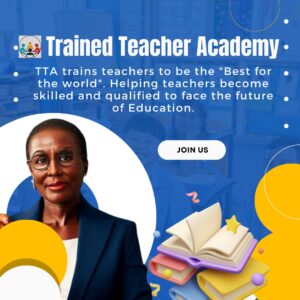 Trained Teacher Academy
TTA trains teachers to be the "Best for
the world". Helping teachers become
skilled and qualified to face the future
of Education.
JOIN US